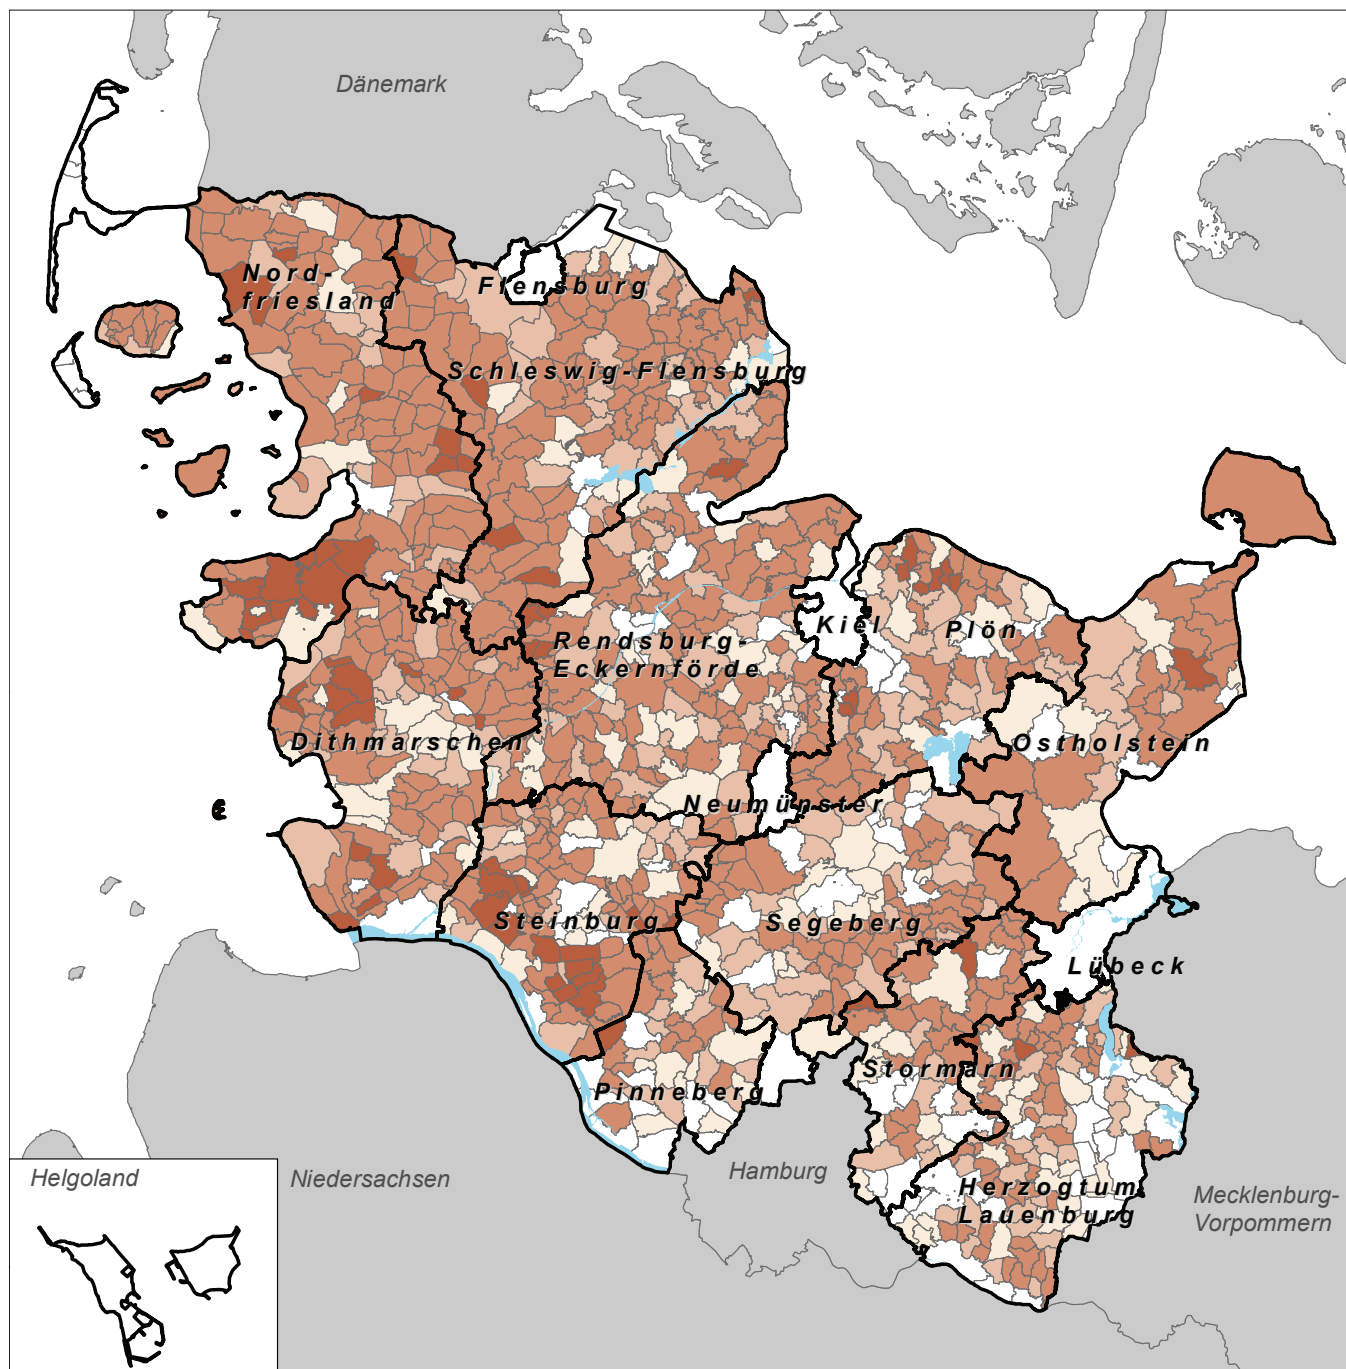 Dänemark
Nord-
friesland
Flensburg
Schleswig-Flensburg
Kiel
Plön
Rendsburg-
Eckernförde
Dithmarschen
Ostholstein
Neumünster
Steinburg
Segeberg
Lübeck
Stormarn
Pinneberg
Hamburg
Helgoland
Niedersachsen
Herzogtum
Lauenburg
Mecklenburg-
Vorpommern